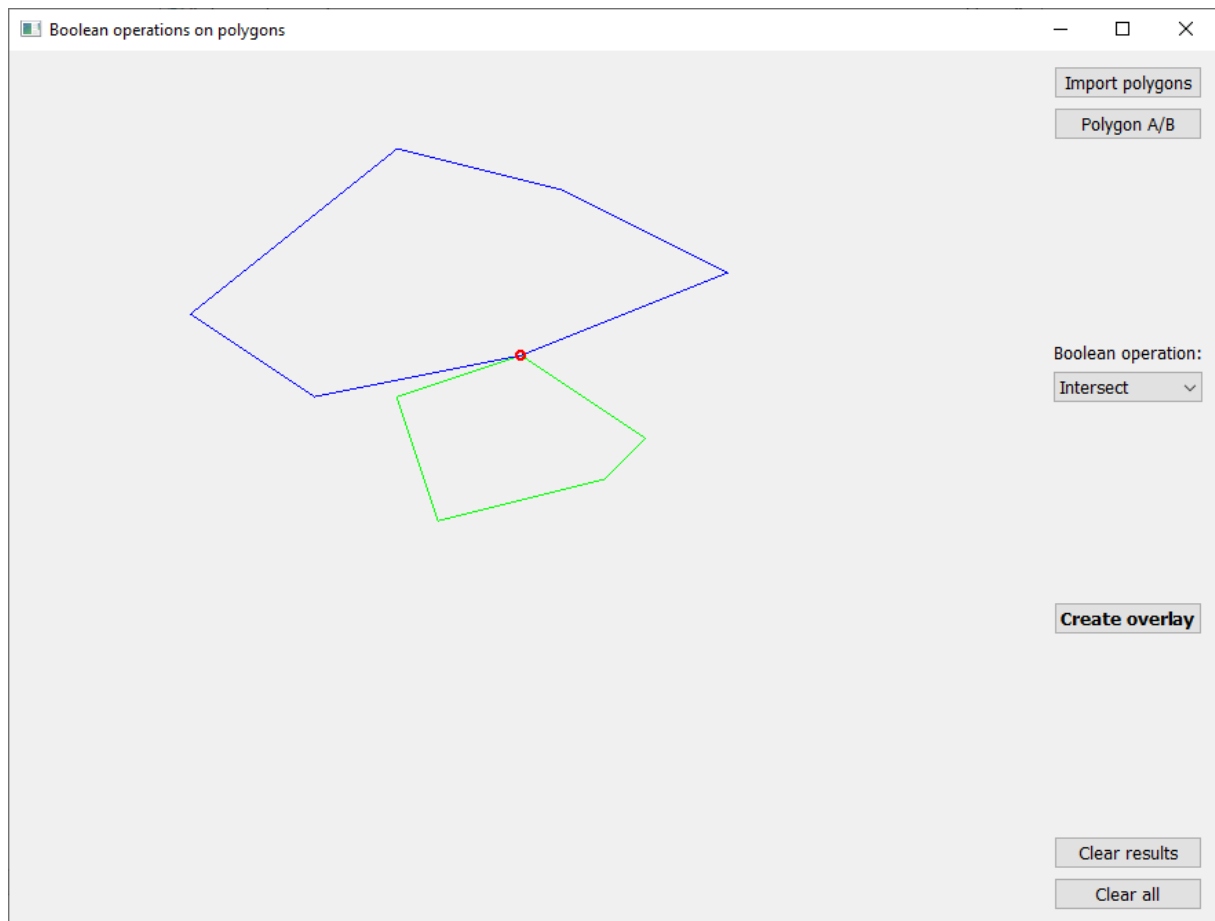 Boolean operations on polygons
Import polygons
Polygon A/B
Boolean operation:
Intersect
Create overlay
Clear results
Clear all